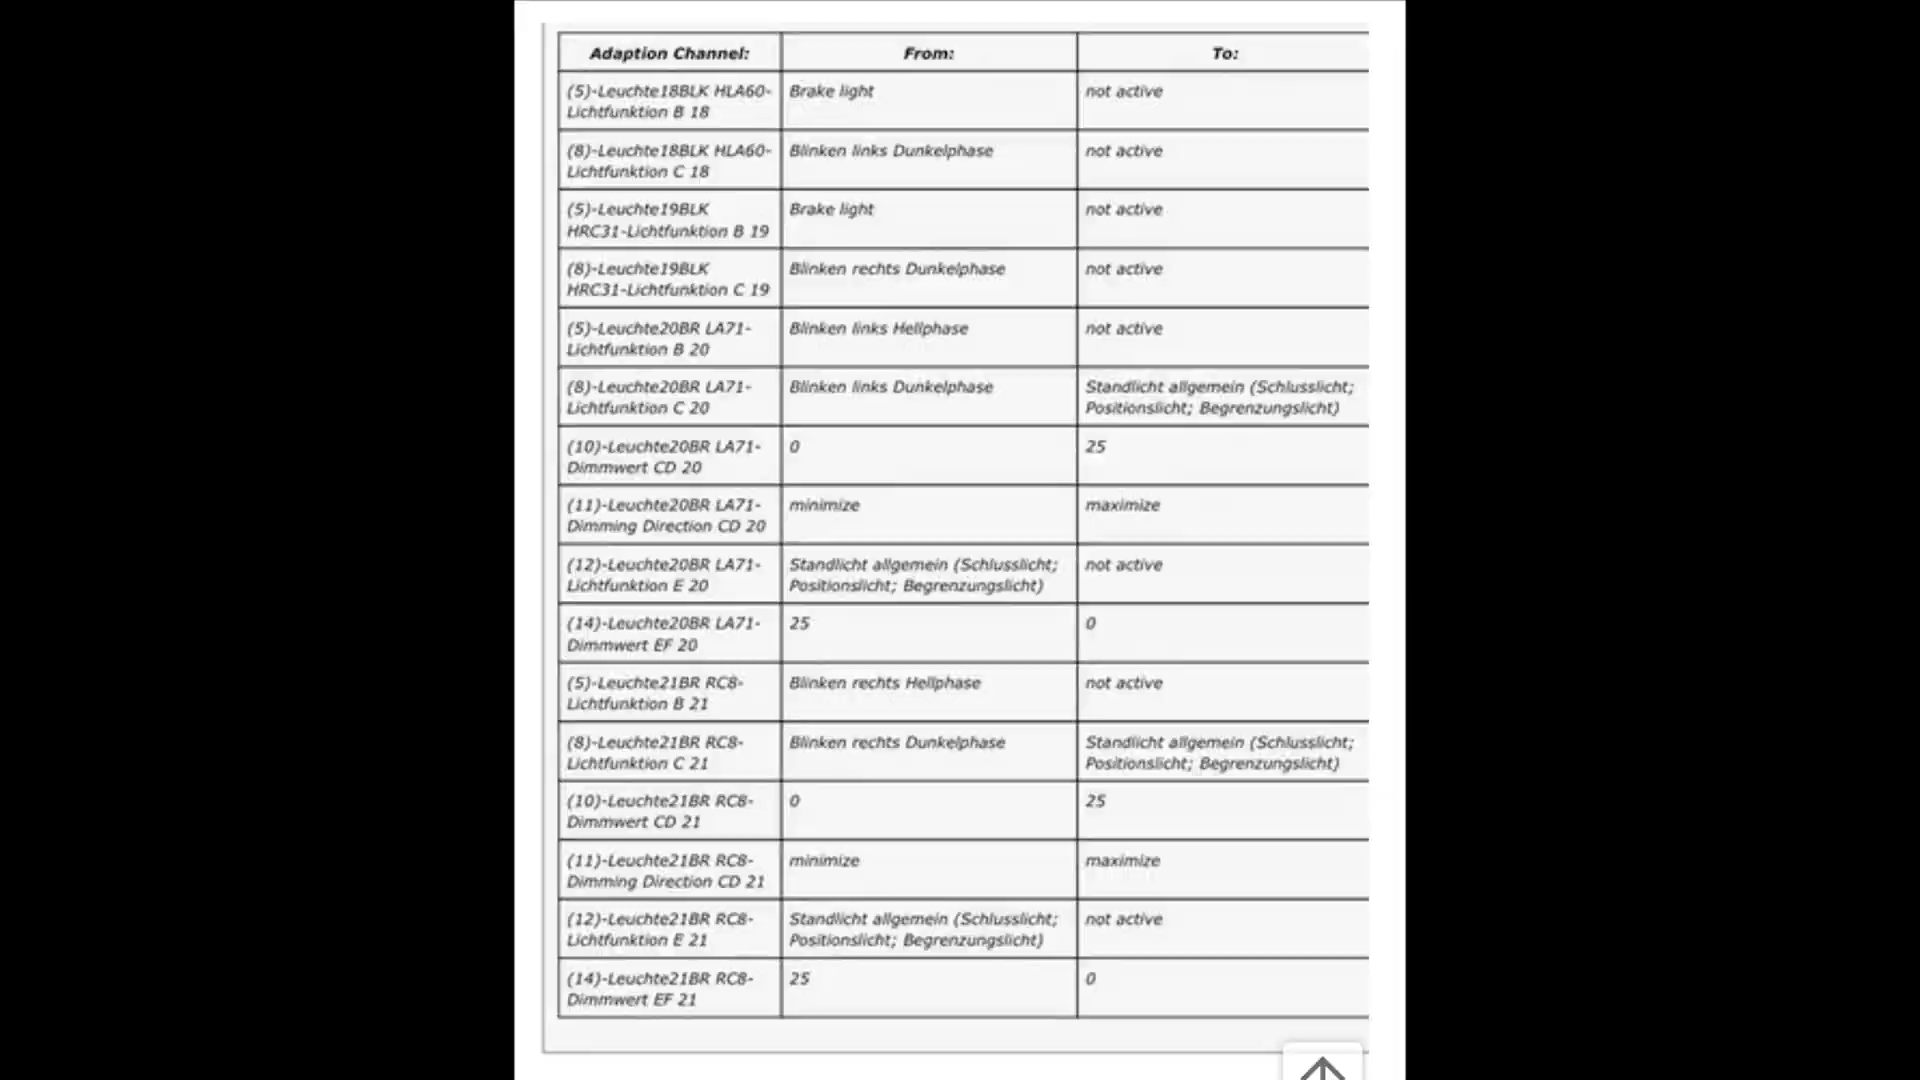 Adaption Channel: From: To:
(5)-Leuchte18BLK HLA60- Brake light not active
Lichtfunktion B 18
(8)-Leuchte18BLK HLA60- Blinken links Dunkelphase not active
Lichtfunktion C 18
(5)-Leuchte19BLK Brake light not active
HRC31-Lichtfunktion B 19
(8)-Leuchte19BLK Blinken rechts Dunkelphase not active
HRC31-Lichtfunktion C 19
(5)-Leuchte20BR LA71- Blinken links Hellphase not active
Lichtfunktion B 20
(8)-Leuchte20BR LA71- Blinken links Dunkelphase Standlicht allgemein (Schlusslicht;
Lichtfunktion C 20 Positionslicht; Begrenzungslicht)
(10)-Leuchte20BR LA71- 0 25
Dimmwert CD 20
(11)-Leuchte20BR LA71- minimize maximize
Dimming Direction CD 20
(12)-Leuchte20BR LA71- Standlicht allgemein (Schlusslicht; not active
Lichtfunktion E 20 Positionslicht; Begrenzungslicht)
(14)-Leuchte20BR LA71- 25 0
Dimmwert EF 20
(5)-Leuchte21BR RC8- Blinken rechts Hellphase not active
Lichtfunktion B 21
(8)-Leuchte21BR RC8- Blinken rechts Dunkelphase Standlicht allgemein (Schlusslicht;
Lichtfunktion C 21 Positionslicht; Begrenzungslicht)
(10)-Leuchte21BR RC8- 0 25
Dimmwert CD 21
(11)-Leuchte21BR RC8- minimize maximize
Dimming Direction CD 21
(12)-Leuchte21BR RC8- Standlicht allgemein (Schlusslicht; not active
Lichtfunktion E 21 Positionslicht; Begrenzungslicht)
(14)-Leuchte21BR RC8- 25 0
Dimmwert EF 21